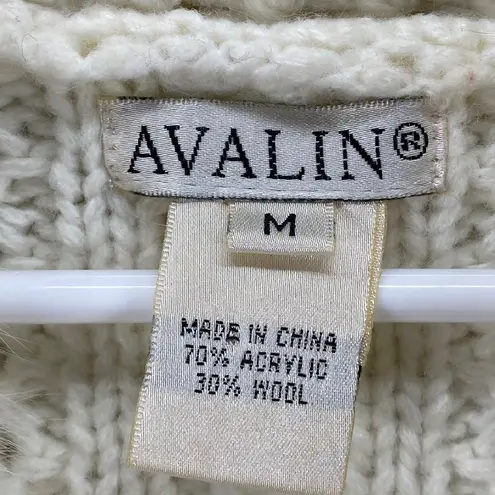 AVALIN®
M
MADE IN CHINA
70% ACRYLIC
30% WOOL